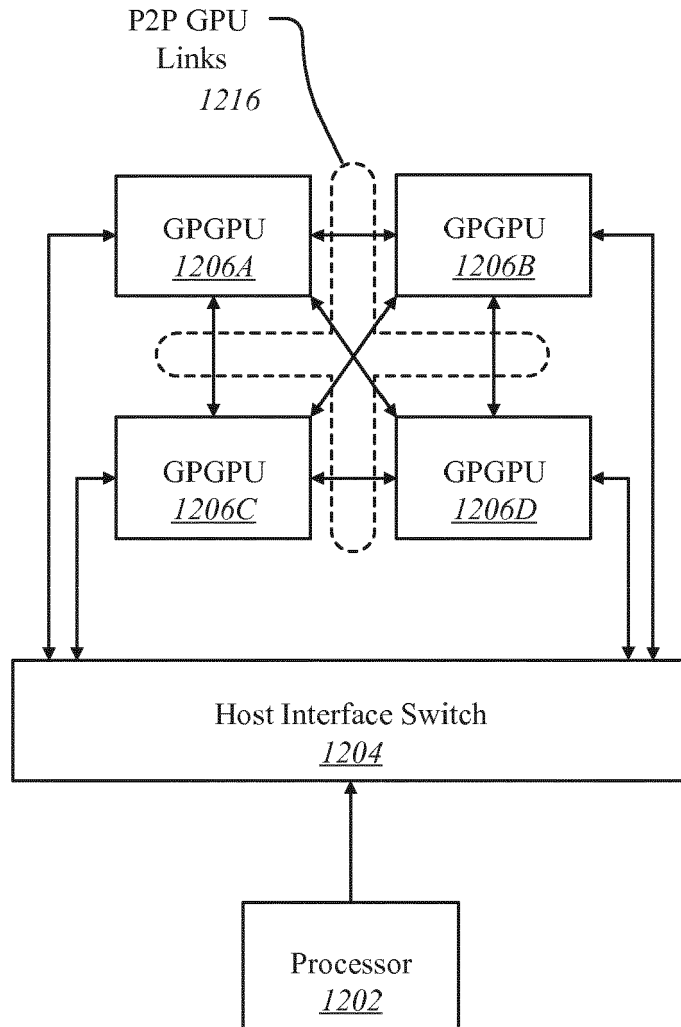 P2P GPU
Links
1216
GPGPU
1206A
GPGPU
1206B
GPGPU
1206C
GPGPU
1206D
Host Interface Switch
1204
Processor
1202